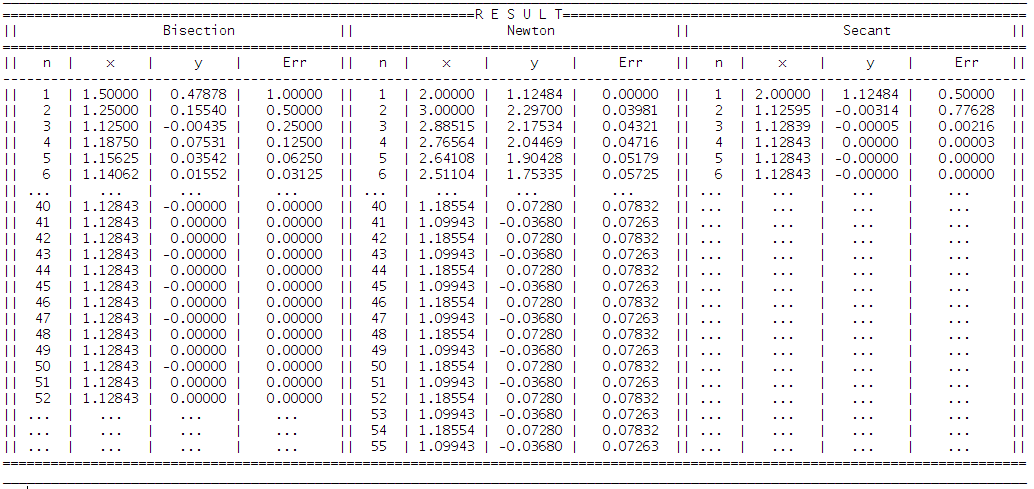 R E S U L T
|| Bisection || Newton || Secant ||
|| n | x | y | Err || n | x | y | Err || n | x | y | Err ||
|| 1 | 1.50000 | 0.47878 | 1.00000 || 1 | 2.00000 | 1.12484 | 0.00000 || 1 | 2.00000 | 1.12484 | 0.50000 ||
|| 2 | 1.25000 | 0.15540 | 0.50000 || 2 | 3.00000 | 2.29700 | 0.03981 || 2 | 1.12595 | -0.00314 | 0.77628 ||
|| 3 | 1.12500 | -0.00435 | 0.25000 || 3 | 2.88515 | 2.17534 | 0.04321 || 3 | 1.12839 | -0.00005 | 0.00216 ||
|| 4 | 1.18750 | 0.07531 | 0.12500 || 4 | 2.76564 | 2.04469 | 0.04716 || 4 | 1.12843 | 0.00000 | 0.00003 ||
|| 5 | 1.15625 | 0.03542 | 0.06250 || 5 | 2.64108 | 1.90428 | 0.05179 || 5 | 1.12843 | -0.00000 | 0.00000 ||
|| 6 | 1.14062 | 0.01552 | 0.03125 || 6 | 2.51104 | 1.75335 | 0.05725 || 6 | 1.12843 | -0.00000 | 0.00000 ||
|| ... | ... | ... | ... || ... | ... | ... | ... || ... | ... | ... | ... ||
|| 40 | 1.12843 | -0.00000 | 0.00000 || 40 | 1.18554 | 0.07280 | 0.07832 || ... | ... | ... | ... ||
|| 41 | 1.12843 | 0.00000 | 0.00000 || 41 | 1.09943 | -0.03680 | 0.07263 || ... | ... | ... | ... ||
|| 42 | 1.12843 | 0.00000 | 0.00000 || 42 | 1.18554 | 0.07280 | 0.07832 || ... | ... | ... | ... ||
|| 43 | 1.12843 | -0.00000 | 0.00000 || 43 | 1.09943 | -0.03680 | 0.07263 || ... | ... | ... | ... ||
|| 44 | 1.12843 | 0.00000 | 0.00000 || 44 | 1.18554 | 0.07280 | 0.07832 || ... | ... | ... | ... ||
|| 45 | 1.12843 | -0.00000 | 0.00000 || 45 | 1.09943 | -0.03680 | 0.07263 || ... | ... | ... | ... ||
|| 46 | 1.12843 | 0.00000 | 0.00000 || 46 | 1.18554 | 0.07280 | 0.07832 || ... | ... | ... | ... ||
|| 47 | 1.12843 | -0.00000 | 0.00000 || 47 | 1.09943 | -0.03680 | 0.07263 || ... | ... | ... | ... ||
|| 48 | 1.12843 | 0.00000 | 0.00000 || 48 | 1.18554 | 0.07280 | 0.07832 || ... | ... | ... | ... ||
|| 49 | 1.12843 | 0.00000 | 0.00000 || 49 | 1.09943 | -0.03680 | 0.07263 || ... | ... | ... | ... ||
|| 50 | 1.12843 | -0.00000 | 0.00000 || 50 | 1.18554 | 0.07280 | 0.07832 || ... | ... | ... | ... ||
|| 51 | 1.12843 | 0.00000 | 0.00000 || 51 | 1.09943 | -0.03680 | 0.07263 || ... | ... | ... | ... ||
|| 52 | 1.12843 | 0.00000 | 0.00000 || 52 | 1.18554 | 0.07280 | 0.07832 || ... | ... | ... | ... ||
|| ... | ... | ... | ... || 53 | 1.09943 | -0.03680 | 0.07263 || ... | ... | ... | ... ||
|| ... | ... | ... | ... || 54 | 1.18554 | 0.07280 | 0.07832 || ... | ... | ... | ... ||
|| ... | ... | ... | ... || 55 | 1.09943 | -0.03680 | 0.07263 || ... | ... | ... | ... ||